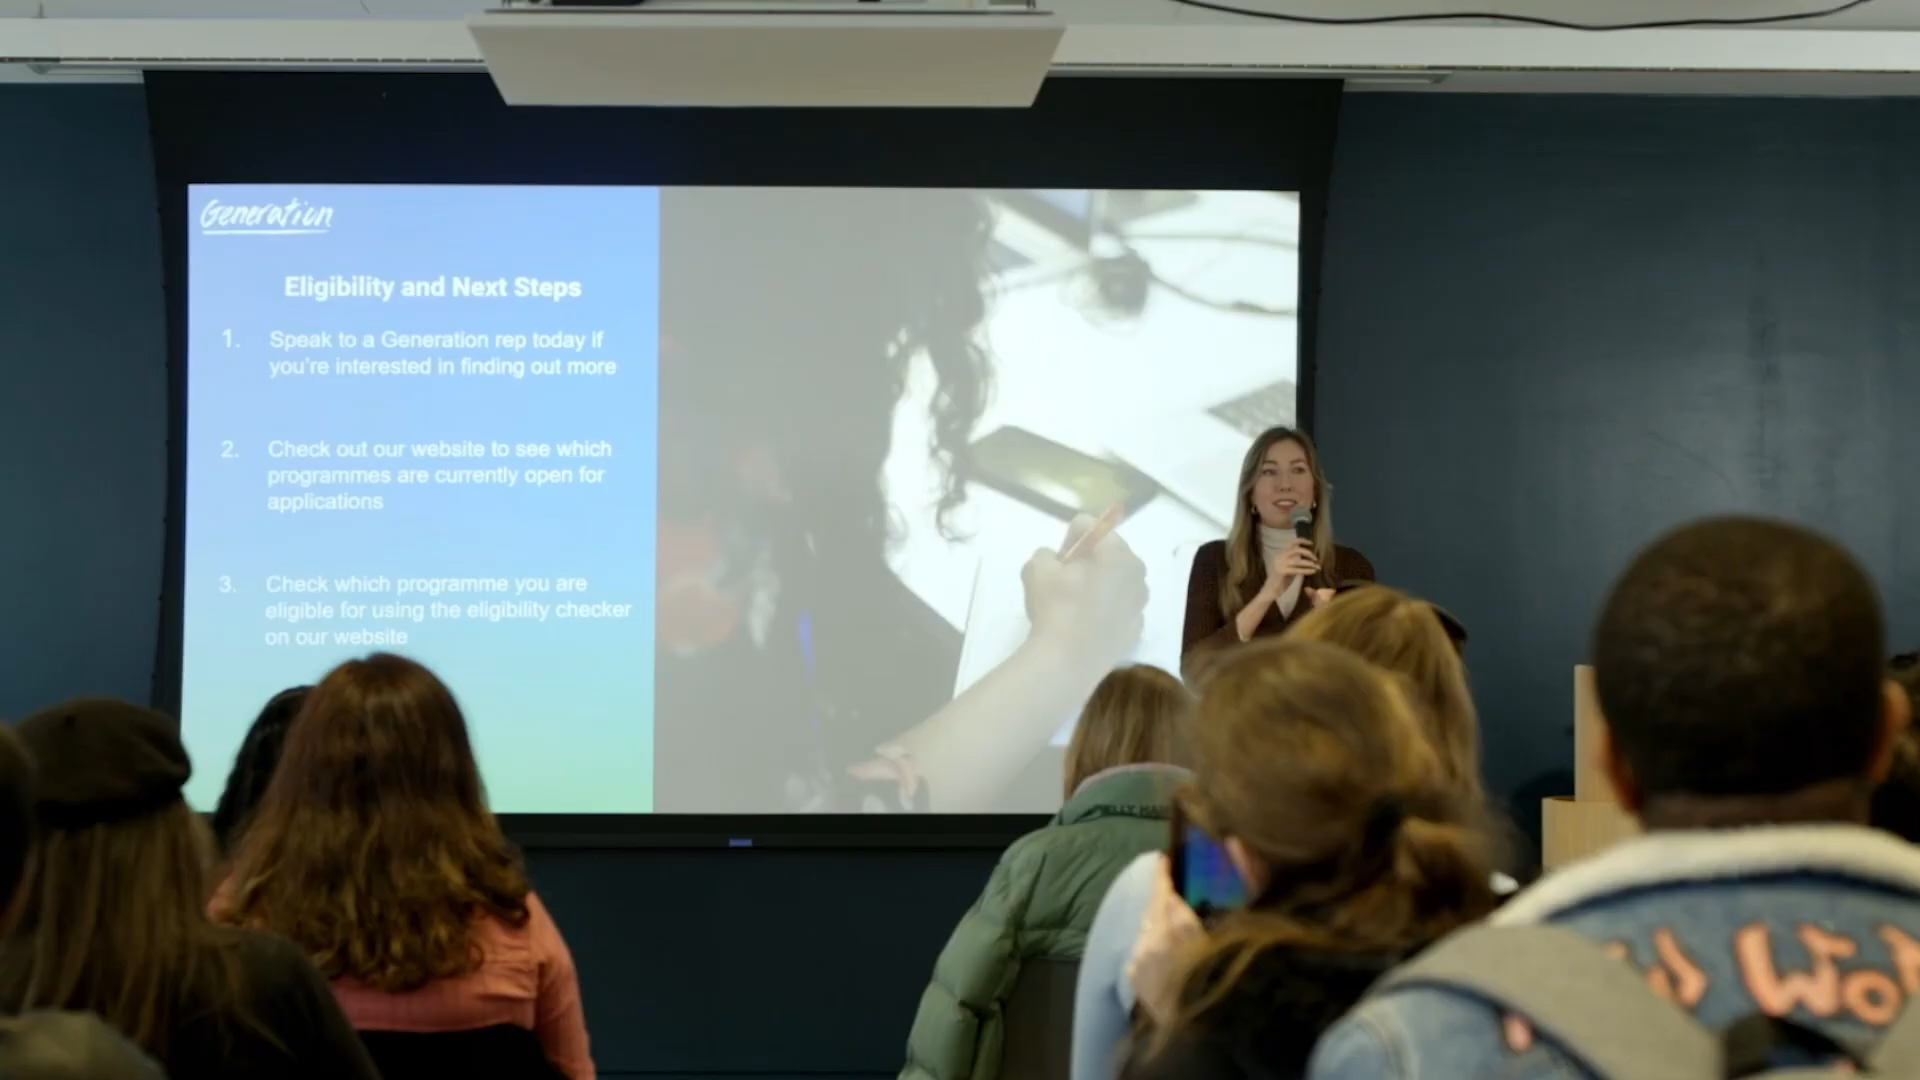 Generation
Eligibility and Next Steps
1. Speak to a Generation rep today if
you're interested in finding out more
2. Check out our website to see which
programmes are currently open for
applications
3. Check which programme you are
eligible for using the eligibility checker
on our website